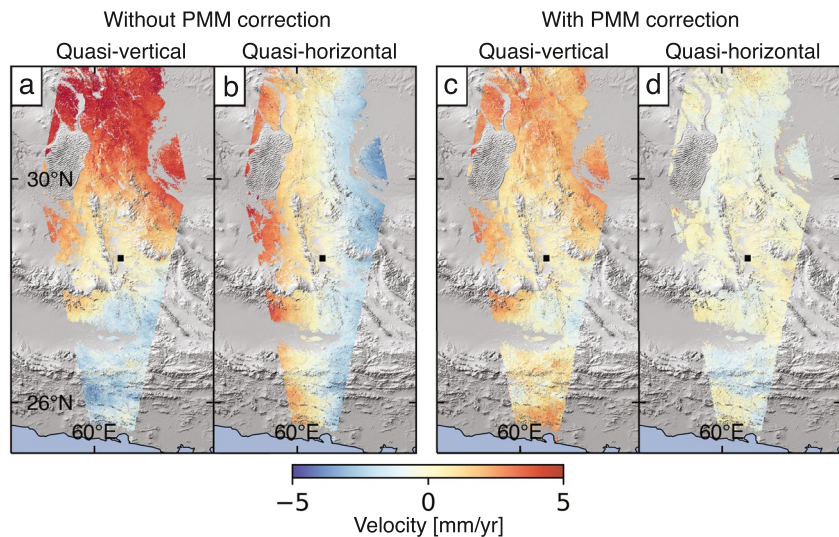 Without PMM correction
With PMM correction
Quasi-vertical
Quasi-horizontal
Quasi-vertical
Quasi-horizontal
a
b
c
d
30°N
26°N
60°E
60°E
60°E
60°E
−5
0
5
Velocity [mm/yr]